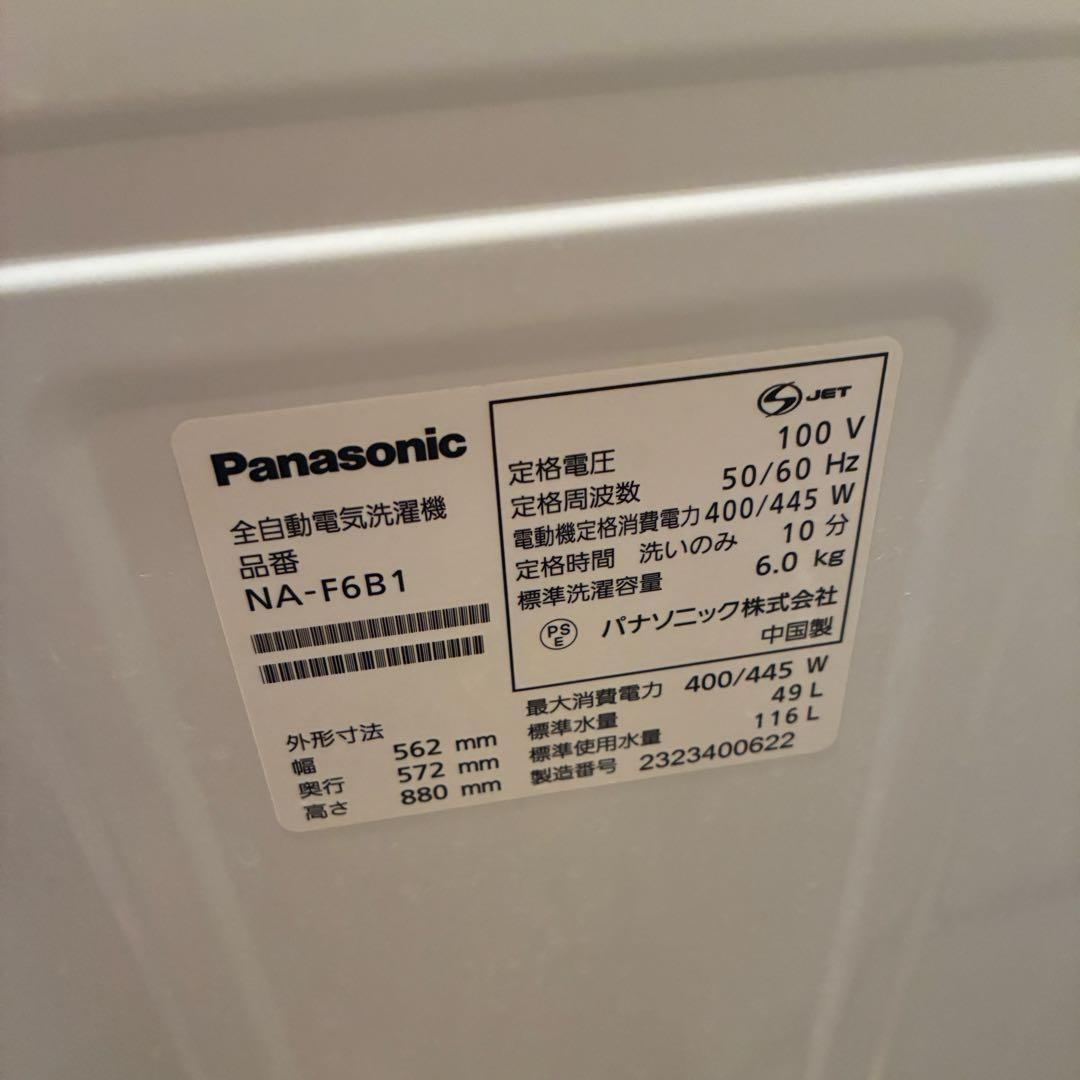 Panasonic
全自動電気洗濯機
品番
NA-F6B1
外形寸法
幅 562 mm
奥行 572 mm
高さ 880 mm
S JET
定格電圧 100 V
定格周波数 50/60 Hz
電動機定格消費電力 400/445 W
定格時間 洗いのみ 10 分
標準洗濯容量 6.0 kg
PS
E
パナソニック株式会社
中国製
最大消費電力 400/445 W
標準水量 49 L
標準使用水量 116 L
製造番号 2323400622